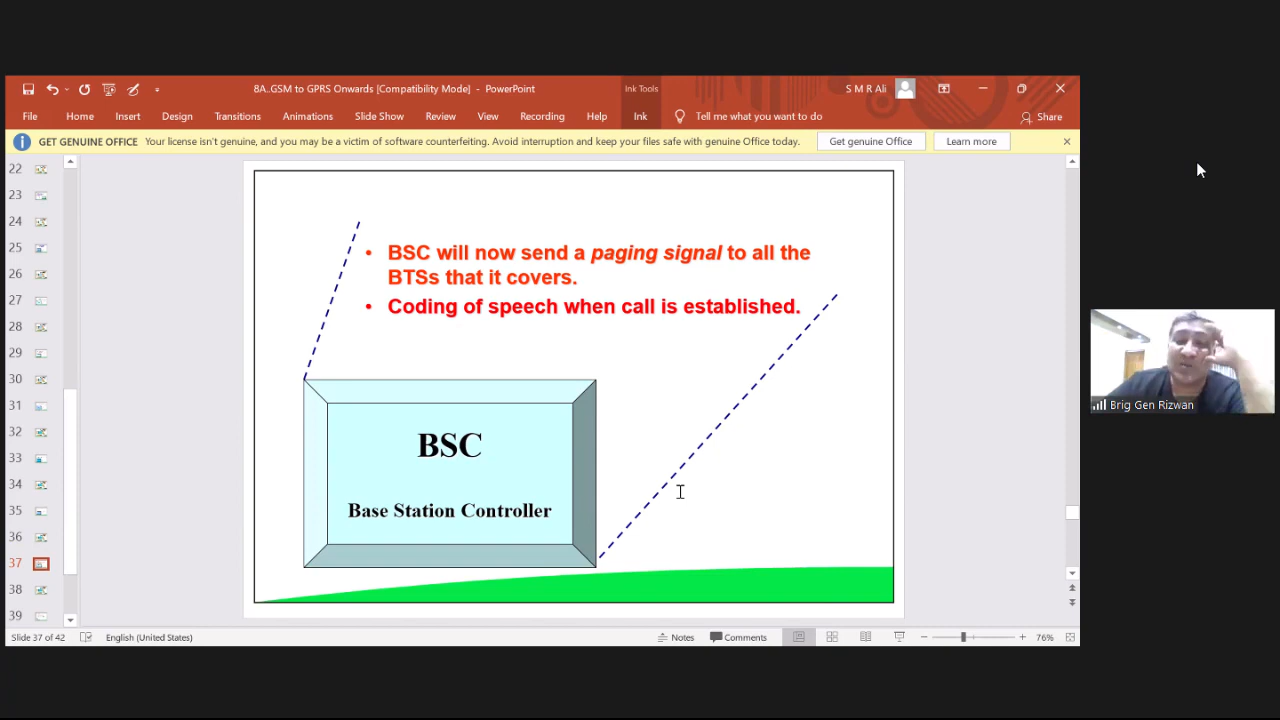 8A..GSM to GPRS Onwards [Compatibility Mode] - PowerPoint
Ink Tools
S M R Ali
File Home Insert Design Transitions Animations Slide Show Review View Recording Help Ink Tell me what you want to do Share
GET GENUINE OFFICE Your license isn't genuine, and you may be a victim of software counterfeiting. Avoid interruption and keep your files safe with genuine Office today. Get genuine Office Learn more
22
23
24
25
26
27
28
29
30
31
32
33
34
35
36
37
38
39
• BSC will now send a paging signal to all the
BTSs that it covers.
• Coding of speech when call is established.
BSC
Base Station Controller
Brig Gen Rizwan
Slide 37 of 42 English (United States) Notes Comments 76%